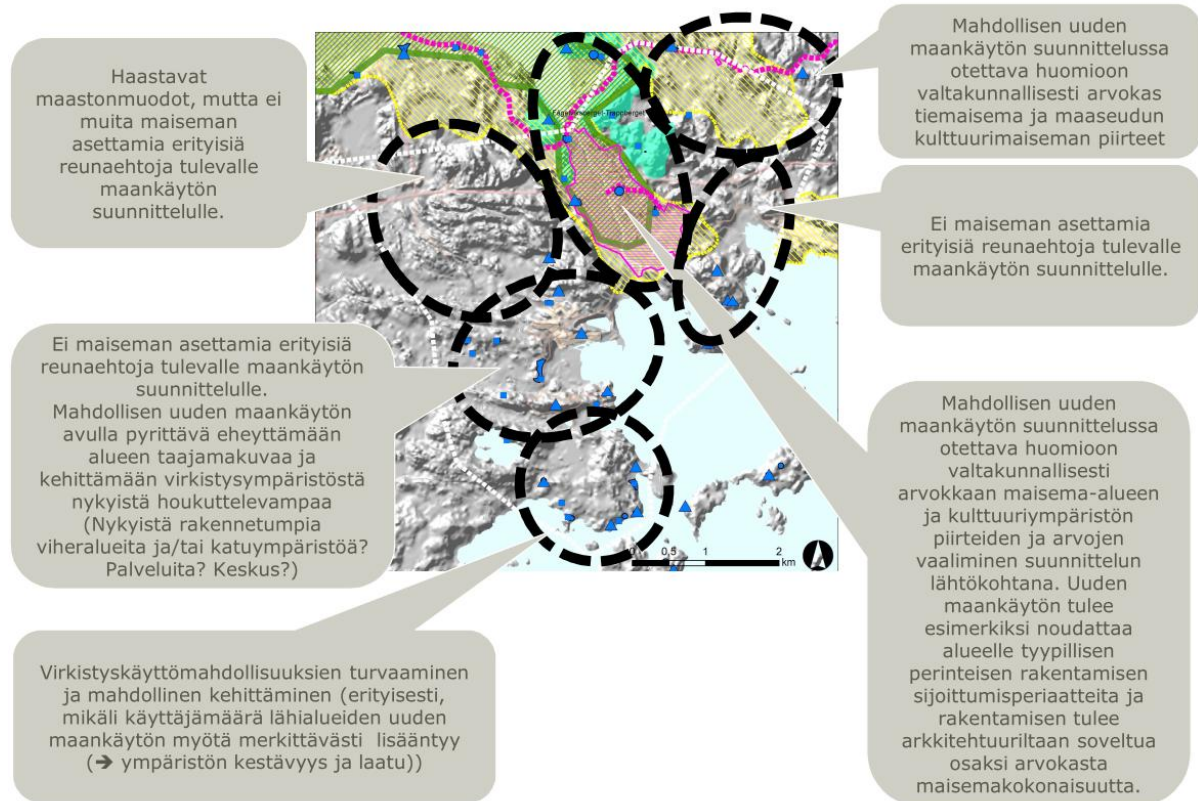 Haastavat
maastonmuodot, mutta ei
muita maiseman
asettamia erityisiä
reunaehtoja tulevalle
maankäytön
suunnittelulle.
Mahdollisen uuden
maankäytön suunnittelussa
otettava huomioon
valtakunnallisesti arvokas
tiemaisema ja maaseudun
kulttuurimaiseman piirteet
Ei maiseman asettamia
erityisiä reunaehtoja tulevalle
maankäytön suunnittelulle.
Ei maiseman asettamia erityisiä
reunaehtoja tulevalle maankäytön
suunnittelulle.
Mahdollisen uuden maankäytön
avulla pyrittävä eheyttämään
alueen taajamakuvaa ja
kehittämään virkistysympäristöstä
nykyistä houkuttelevampaa
(Nykyistä rakennetumpia
viheralueita ja/tai katuympäristöä?
Palveluita? Keskus?)
Mahdollisen uuden
maankäytön suunnittelussa
otettava huomioon
valtakunnallisesti
arvokkaan maisema-alueen
ja kulttuuriympäristön
piirteiden ja arvojen
vaaliminen suunnittelun
lähtökohtana. Uuden
maankäytön tulee
esimerkiksi noudattaa
alueelle tyypillisen
perinteisen rakentamisen
sijoittumisperiaatteita ja
rakentamisen tulee
arkkitehtuuriltaan soveltua
osaksi arvokasta
maisemakokonaisuutta.
0 0,5 1 2
km
Virkistyskäyttömahdollisuuksien turvaaminen
ja mahdollinen kehittäminen (erityisesti,
mikäli käyttäjämäärä lähialueiden uuden
maankäytön myötä merkittävästi lisääntyy
(➔ ympäristön kestävyys ja laatu))